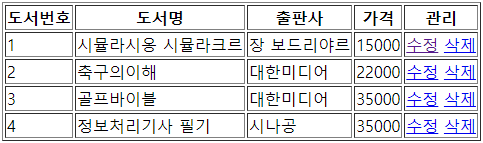 도서번호 도서명 출판사 가격 관리
1 시뮬라시옹 시뮬라크르 장 보드리야르 15000 수정 삭제
2 축구의이해 대한미디어 22000 수정 삭제
3 골프바이블 대한미디어 35000 수정 삭제
4 정보처리기사 필기 시나공 35000 수정 삭제